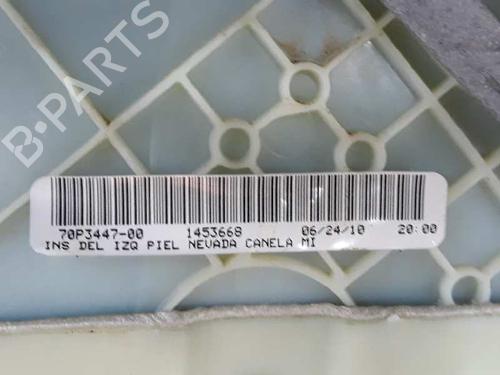 B-PARTS
70P3447-00 1453668 06/24/10 20:00
INS DEL IZQ PIEL NEVADA CANELA MI